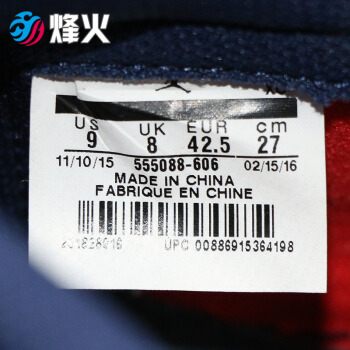 烽火
US UK EUR cm
9 8 42.5 27
11/10/15 555088-606 02/15/16
MADE IN CHINA
FABRIQUE EN CHINE
UPC 00886915364198